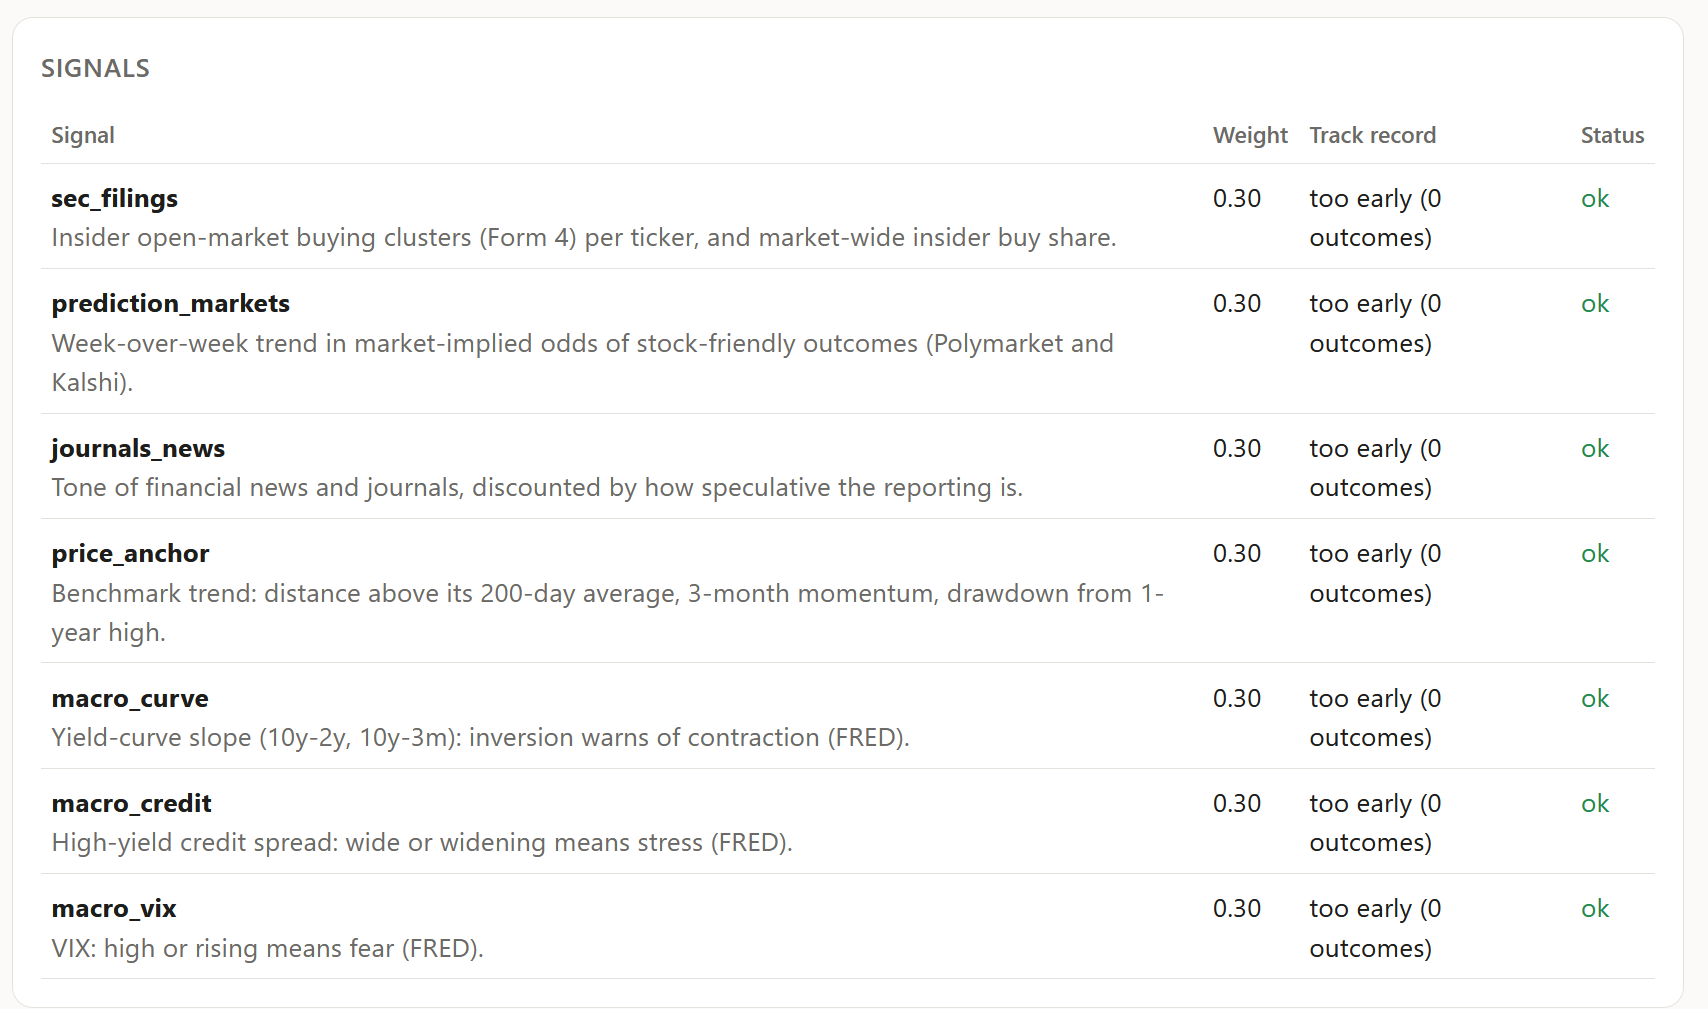 SIGNALS
Signal Weight Track record Status
sec_filings 0.30 too early (0 ok
Insider open-market buying clusters (Form 4) per ticker, and market-wide insider buy share. outcomes)
prediction_markets 0.30 too early (0 ok
Week-over-week trend in market-implied odds of stock-friendly outcomes (Polymarket and outcomes)
Kalshi).
journals_news 0.30 too early (0 ok
Tone of financial news and journals, discounted by how speculative the reporting is. outcomes)
price_anchor 0.30 too early (0 ok
Benchmark trend: distance above its 200-day average, 3-month momentum, drawdown from 1- outcomes)
year high.
macro_curve 0.30 too early (0 ok
Yield-curve slope (10y-2y, 10y-3m): inversion warns of contraction (FRED). outcomes)
macro_credit 0.30 too early (0 ok
High-yield credit spread: wide or widening means stress (FRED). outcomes)
macro_vix 0.30 too early (0 ok
VIX: high or rising means fear (FRED). outcomes)